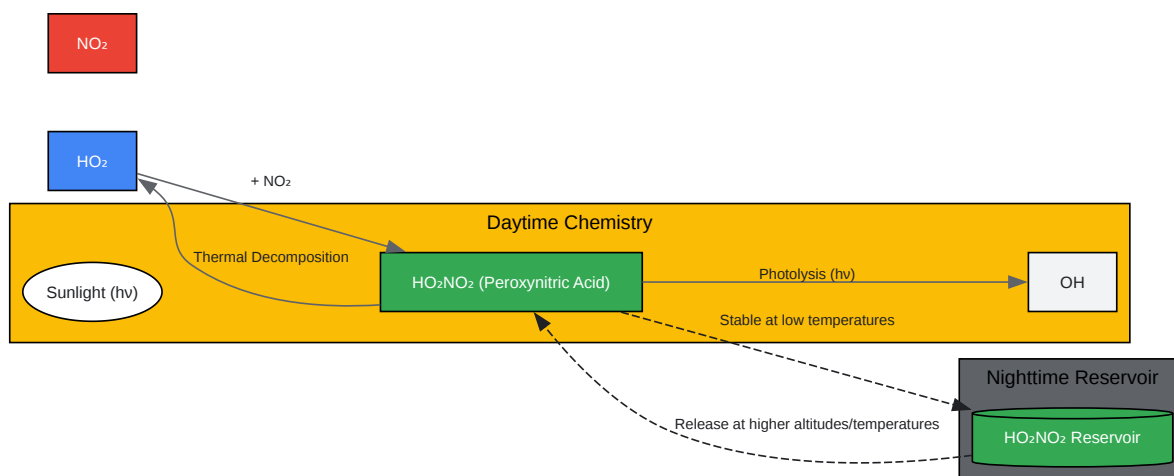 NO₂
HO₂
+ NO₂
Daytime Chemistry
Thermal Decomposition
Sunlight (hν)
HO₂NO₂ (Peroxynitric Acid)
Photolysis (hν)
OH
Stable at low temperatures
Nighttime Reservoir
Release at higher altitudes/temperatures
HO₂NO₂ Reservoir